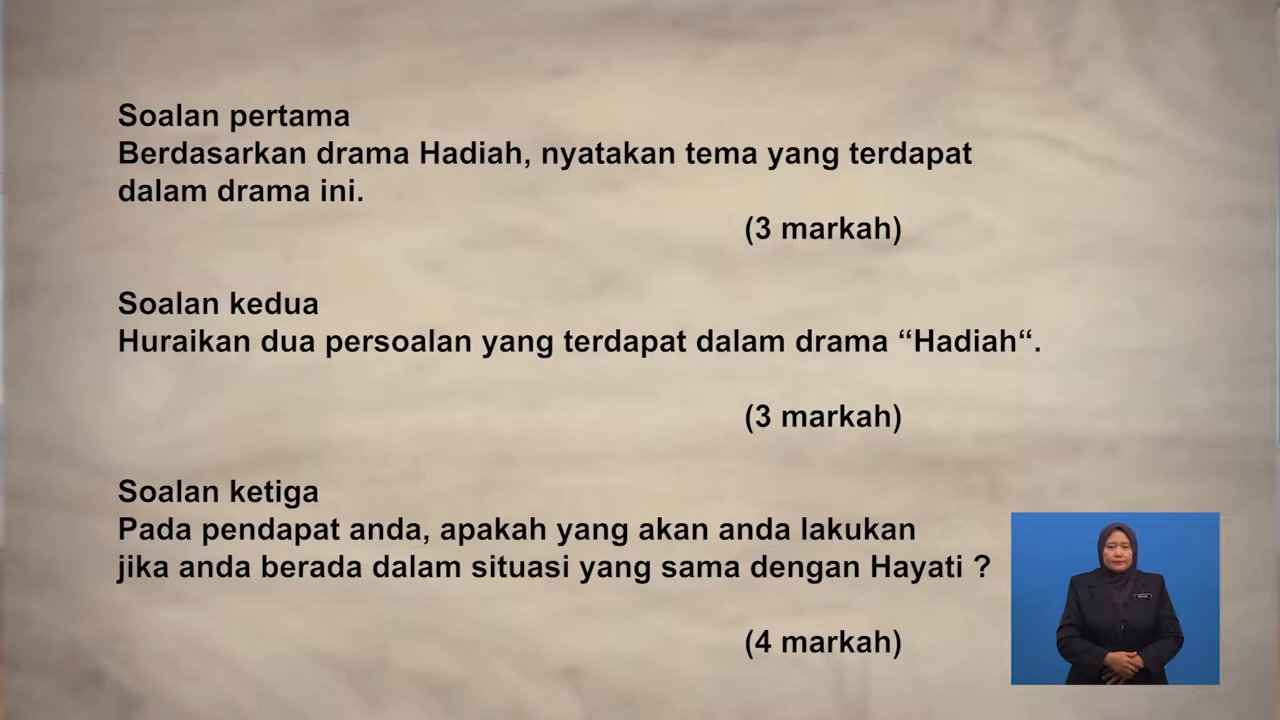 Soalan pertama
Berdasarkan drama Hadiah, nyatakan tema yang terdapat
dalam drama ini.
(3 markah)
Soalan kedua
Huraikan dua persoalan yang terdapat dalam drama “Hadiah“.
(3 markah)
Soalan ketiga
Pada pendapat anda, apakah yang akan anda lakukan
jika anda berada dalam situasi yang sama dengan Hayati ?
(4 markah)